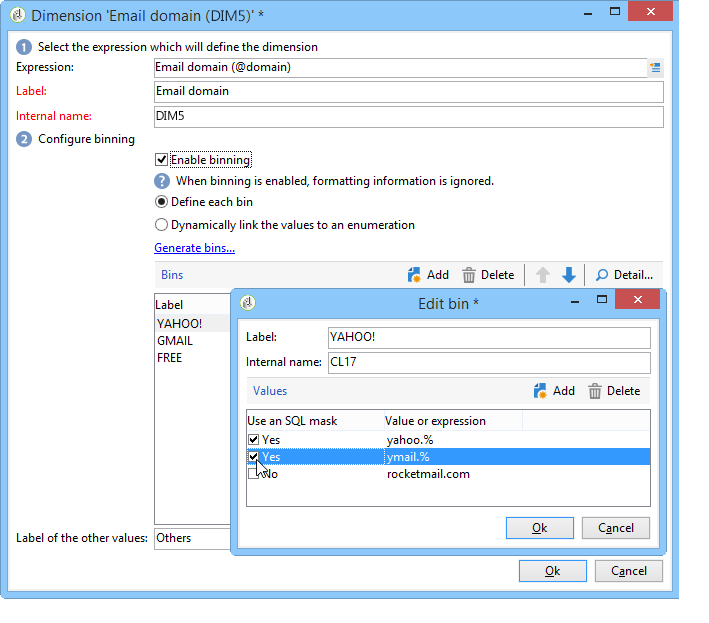 Dimension 'Email domain (DIM5)' *
1 Select the expression which will define the dimension
Expression: Email domain (@domain)
Label: Email domain
Internal name: DIM5
2 Configure binning
Enable binning
? When binning is enabled, formatting information is ignored.
Define each bin
Dynamically link the values to an enumeration
Generate bins...
Bins Add Delete Detail...
Label
YAHOO!
GMAIL
FREE
Edit bin *
Label: YAHOO!
Internal name: CL17
Values Add Delete
Use an SQL mask Value or expression
Yes yahoo.%
Yes ymail.%
No rocketmail.com
Ok Cancel
Label of the other values: Others
Ok Cancel